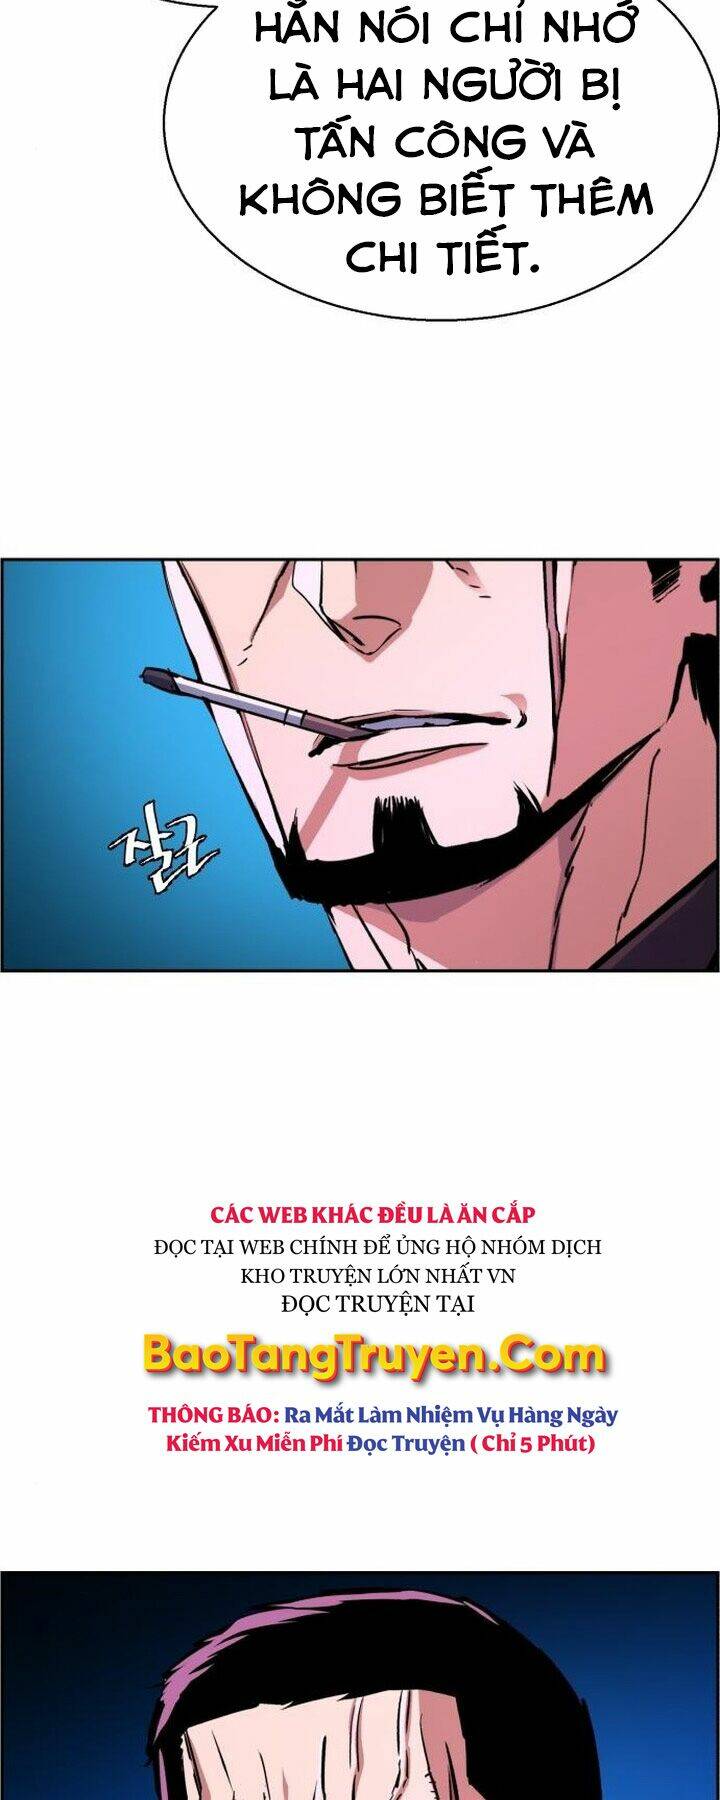 HẮN NÓI CHỈ NHỚ
LÀ HAI NGƯỜI BỊ
TẤN CÔNG VÀ
KHÔNG BIẾT THÊM
CHI TIẾT.
잘근
CÁC WEB KHÁC ĐỀU LÀ ĂN CẮP
ĐỌC TẠI WEB CHÍNH ĐỂ ỦNG HỘ NHÓM DỊCH
KHO TRUYỆN LỚN NHẤT VN
ĐỌC TRUYỆN TẠI
BaoTangTruyen.Com
THÔNG BÁO: Ra Mắt Làm Nhiệm Vụ Hàng Ngày
Kiếm Xu Miễn Phí Đọc Truyện ( Chỉ 5 Phút)